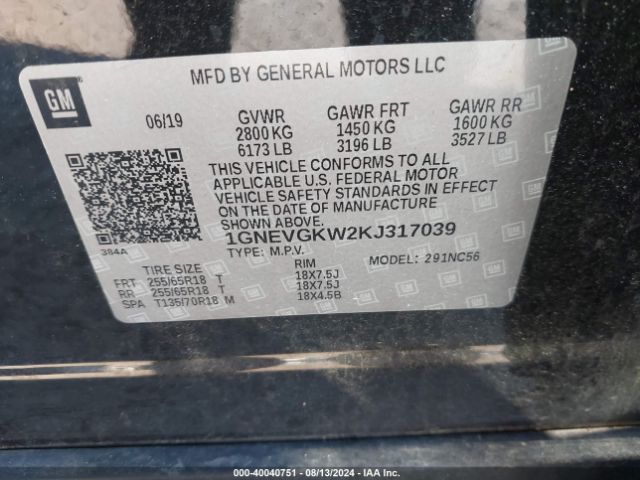 MFD BY GENERAL MOTORS LLC
GM
06/19 GVWR GAWR FRT GAWR RR
2800 KG 1450 KG 1600 KG
6173 LB 3196 LB 3527 LB
THIS VEHICLE CONFORMS TO ALL
APPLICABLE U.S. FEDERAL MOTOR
VEHICLE SAFETY STANDARDS IN EFFECT
ON THE DATE OF MANUFACTURE
SHOWN ABOVE.
384A 1GNEVGKW2KJ317039
TYPE: M.P.V. MODEL: 291NC56
TIRE SIZE RIM
FRT 255/65R18 T 18X7.5J
RR 255/65R18 T 18X7.5J
SPA T135/70R18 M 18X4.5B
000-40040751 — 08/13/2024 — IAA Inc.